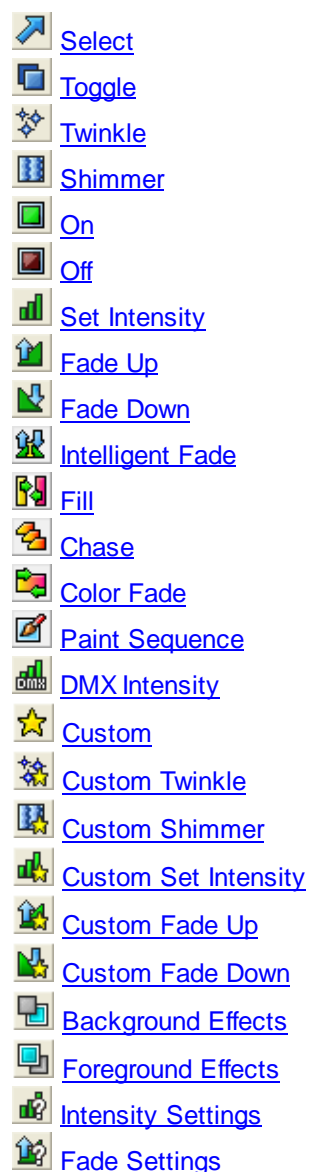 Select
Toggle
Twinkle
Shimmer
On
Off
Set Intensity
Fade Up
Fade Down
Intelligent Fade
Fill
Chase
Color Fade
Paint Sequence
DMX DMX Intensity
Custom
Custom Twinkle
Custom Shimmer
Custom Set Intensity
Custom Fade Up
Custom Fade Down
Background Effects
Foreground Effects
? Intensity Settings
? Fade Settings